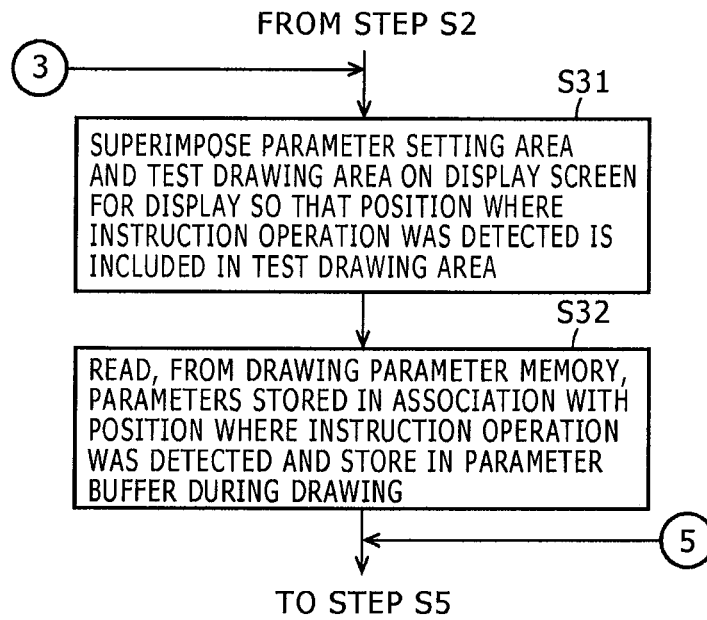 FROM STEP S2
3
S31
SUPERIMPOSE PARAMETER SETTING AREA
AND TEST DRAWING AREA ON DISPLAY SCREEN
FOR DISPLAY SO THAT POSITION WHERE
INSTRUCTION OPERATION WAS DETECTED IS
INCLUDED IN TEST DRAWING AREA
S32
READ, FROM DRAWING PARAMETER MEMORY,
PARAMETERS STORED IN ASSOCIATION WITH
POSITION WHERE INSTRUCTION OPERATION
WAS DETECTED AND STORE IN PARAMETER
BUFFER DURING DRAWING
5
TO STEP S5